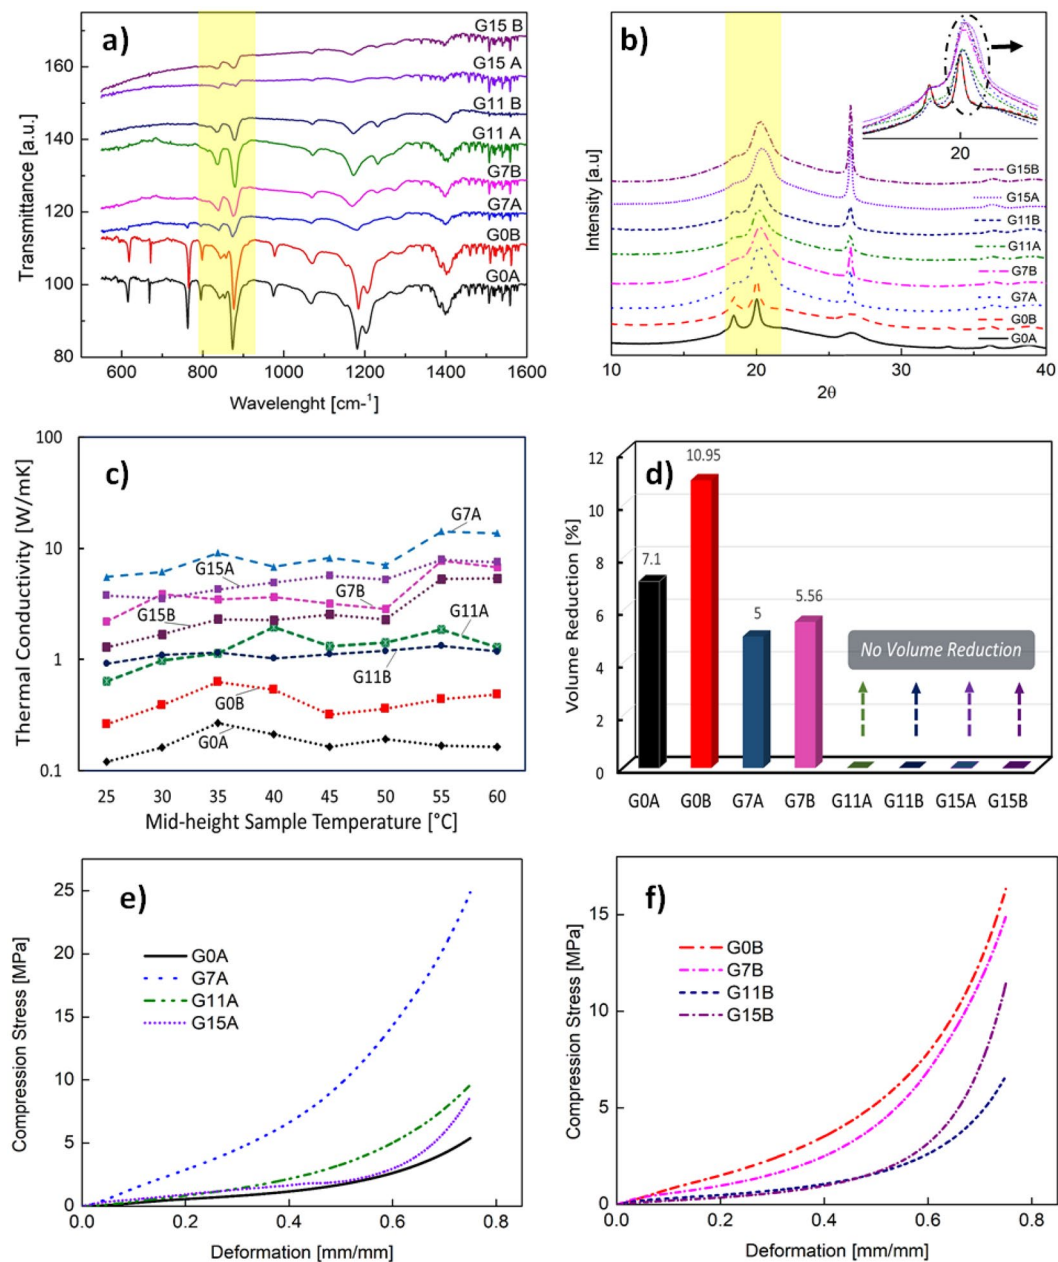 a)
Transmittance [a.u.]
160
140
120
100
80
G15 B
G15 A
G11 B
G11 A
G7B
G7A
G0B
G0A
600
800
1000
1200
1400
1600
Wavelenght [cm-¹]
b)
Intensity [a.u]
20
G15B
G15A
G11B
G11A
G7B
G7A
G0B
G0A
10
20
30
40
2θ
c)
Thermal Conductivity [W/mK]
100
10
1
0.1
G7A
G15A
G7B
G15B
G11A
G11B
G0B
G0A
25
30
35
40
45
50
55
60
Mid-height Sample Temperature [°C]
d)
Volume Reduction [%]
12
10
8
6
4
2
0
7.1
10.95
5
5.56
No Volume Reduction
G0A
G0B
G7A
G7B
G11A
G11B
G15A
G15B
e)
Compression Stress [MPa]
25
20
15
10
5
0
G0A
G7A
G11A
G15A
0.0
0.2
0.4
0.6
0.8
Deformation [mm/mm]
f)
Compression Stress [MPa]
15
10
5
0
G0B
G7B
G11B
G15B
0.0
0.2
0.4
0.6
0.8
Deformation [mm/mm]